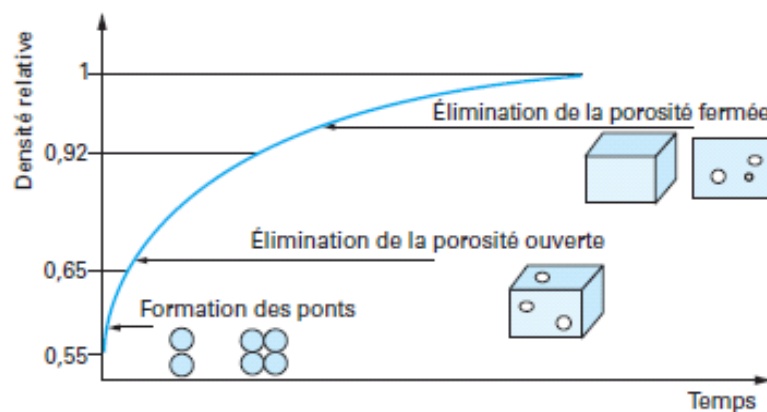 Densité relative
1
Élimination de la porosité fermée
0,92
Élimination de la porosité ouverte
0,65
Formation des ponts
0,55
Temps